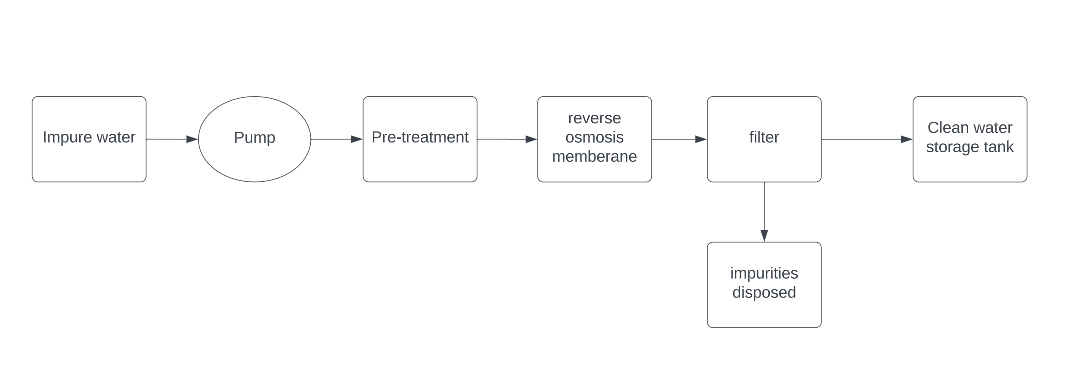 Impure water
Pump
Pre-treatment
reverse
osmosis
memberane
filter
Clean water
storage tank
impurities
disposed